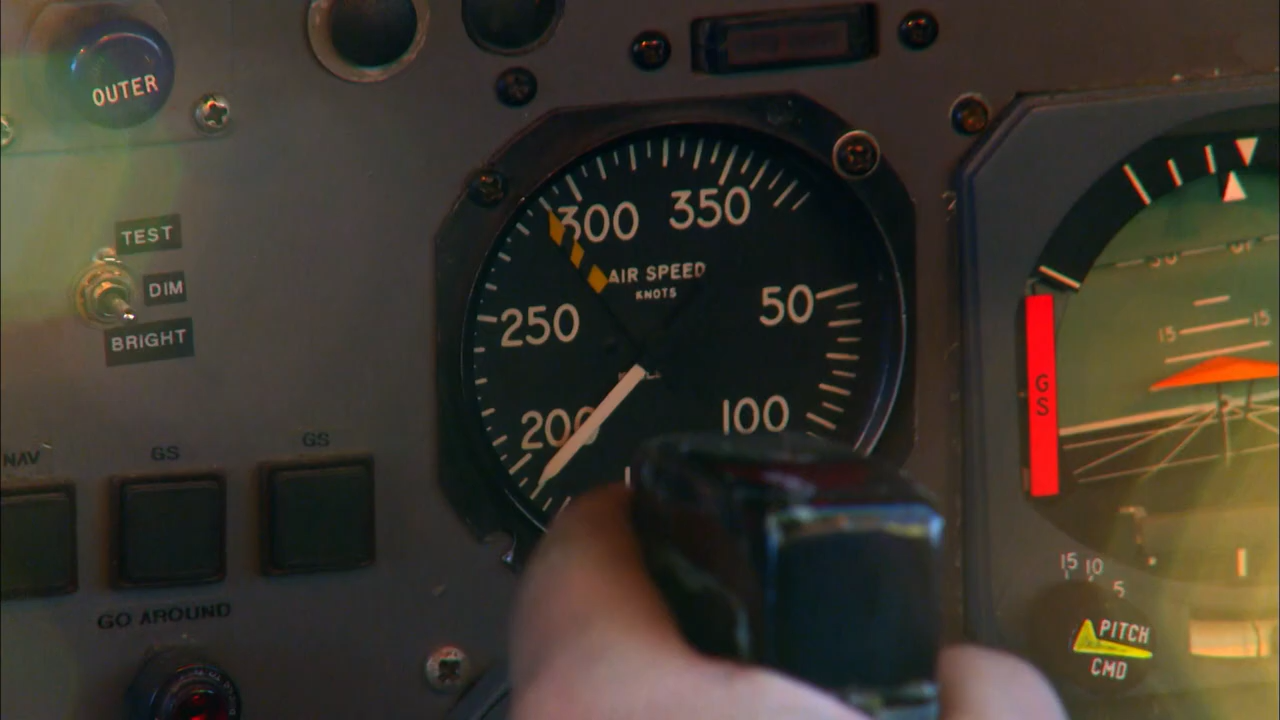 OUTER
TEST
DIM
BRIGHT
NAV
GS
GS
GO AROUND
300 350
AIR SPEED
KNOTS
250
50
200
100
15 15
GS
15 10
5
PITCH
CMD